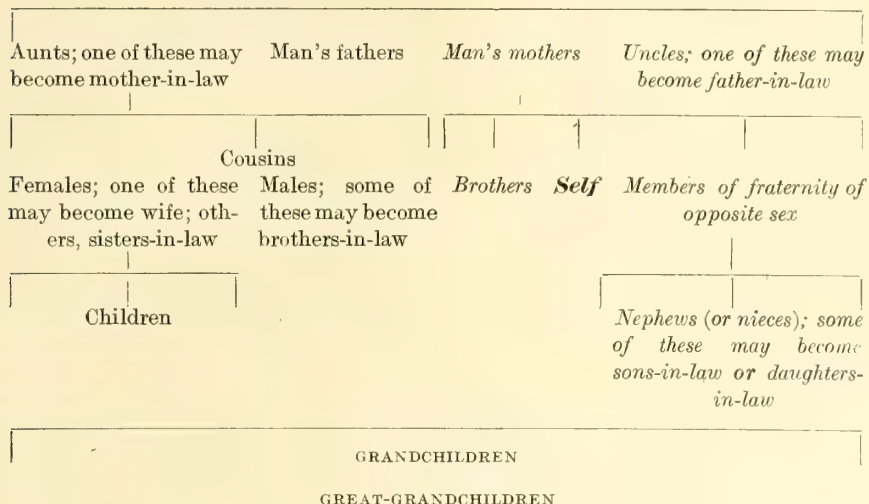 Aunts; one of these may become mother-in-law
Man's fathers
Man's mothers
Uncles; one of these may become father-in-law
Cousins
Females; one of these may become wife; oth-
ers, sisters-in-law
Males; some of these may become brothers-in-law
Brothers
Self
Members of fraternity of opposite sex
Children
Nephews (or nieces); some
of these may become
sons-in-law or daughters-
in-law
GRANDCHILDREN
GREAT-GRANDCHILDREN